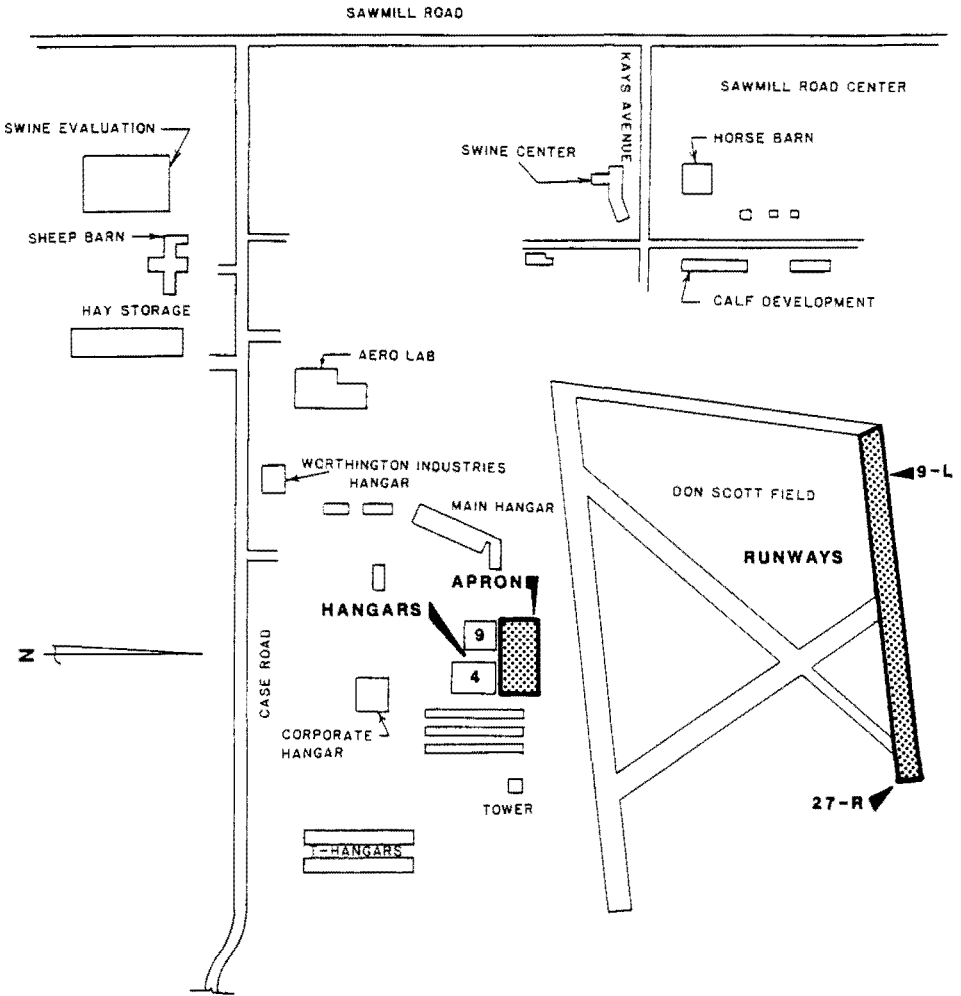 SAWMILL ROAD
KAYS AVENUE
SAWMILL ROAD CENTER
SWINE EVALUATION
HORSE BARN
SWINE CENTER
SHEEP BARN
HAY STORAGE
CALF DEVELOPMENT
AERO LAB
WORTHINGTON INDUSTRIES
HANGAR
9-L
DON SCOTT FIELD
MAIN HANGAR
RUNWAYS
APRON
HANGARS
9
4
N
CASE ROAD
CORPORATE
HANGAR
27-R
TOWER
T-HANGARS